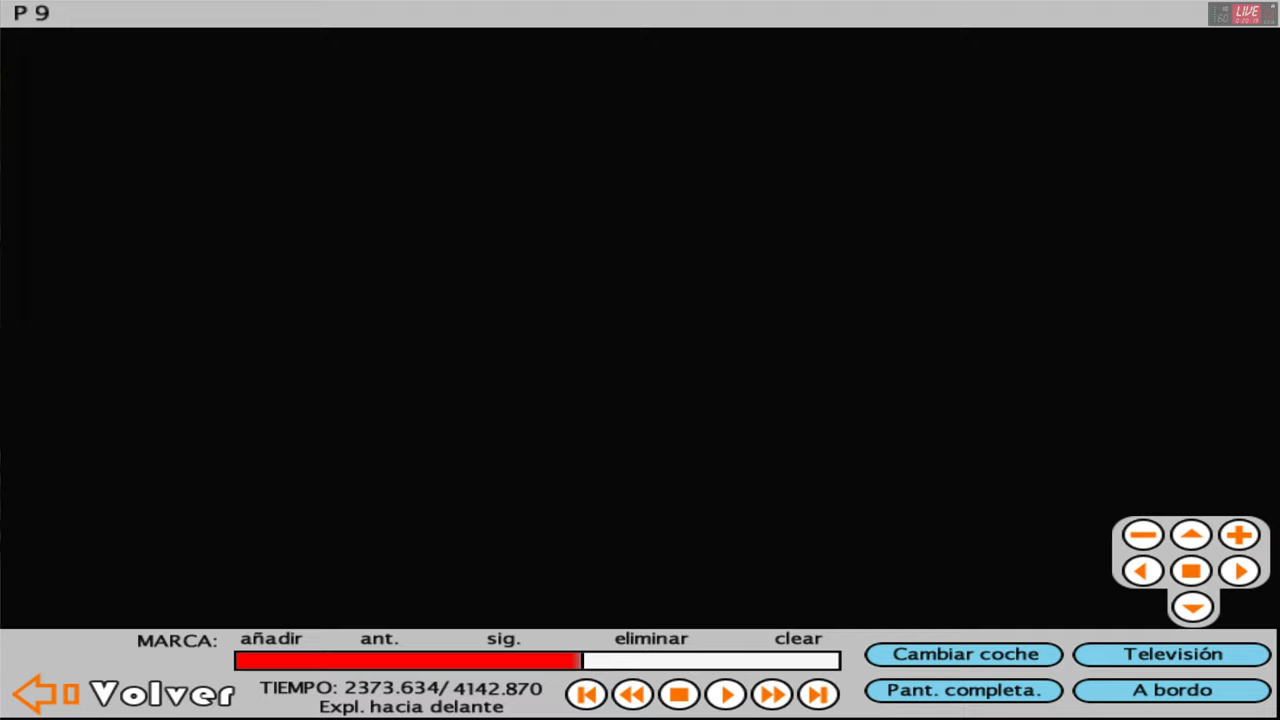 P 9
LIVE
MARCA: añadir ant. sig. eliminar clear
Cambiar coche Televisión
Volver
TIEMPO: 2373.634/ 4142.870
Expl. hacia delante
Pant. completa. A bordo